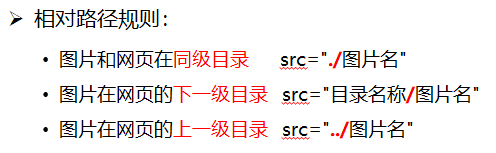 ➢ 相对路径规则：
• 图片和网页在同级目录 src="./图片名"
• 图片在网页的下一级目录 src="目录名称/图片名"
• 图片在网页的上一级目录 src="../图片名"